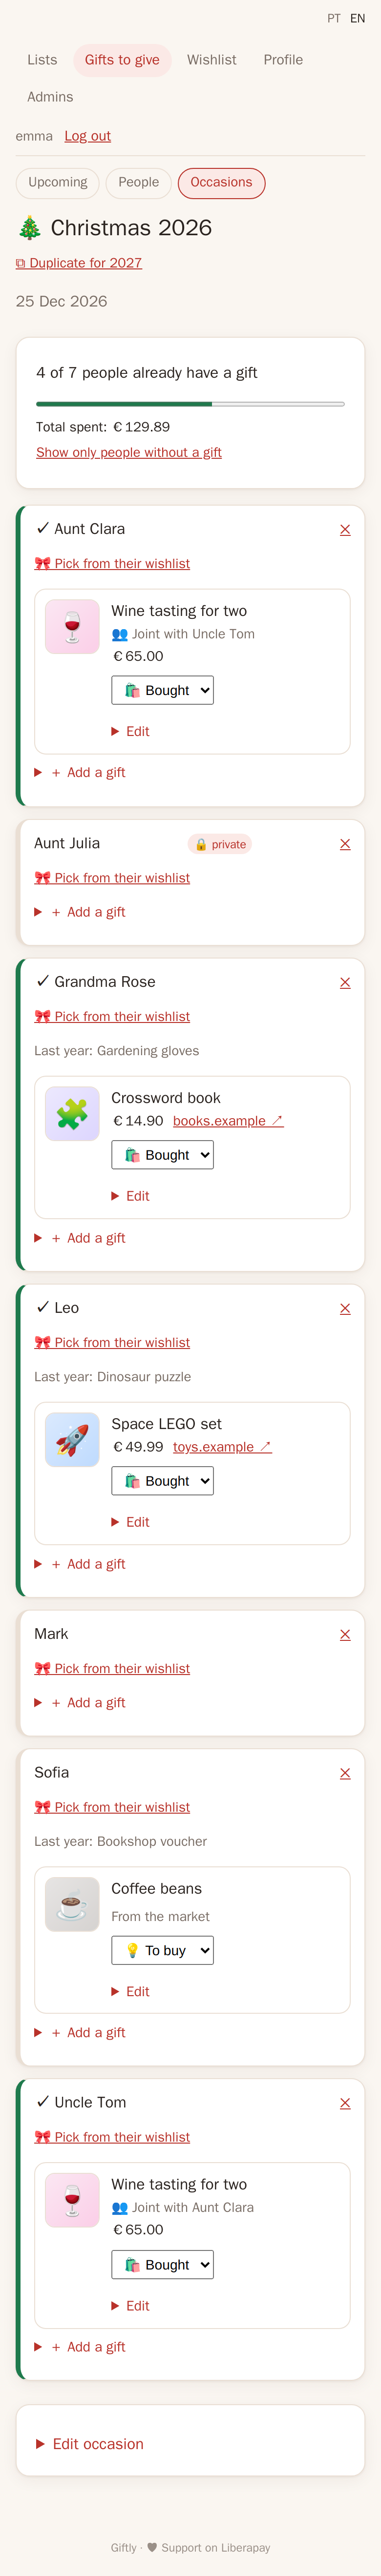 PT EN
Lists Gifts to give Wishlist Profile
Admins
emma Log out
Upcoming People Occasions
🎄 Christmas 2026
⧉ Duplicate for 2027
25 Dec 2026
4 of 7 people already have a gift
Total spent: € 129.89
Show only people without a gift
✓ Aunt Clara ×
🎀 Pick from their wishlist
Wine tasting for two
👥 Joint with Uncle Tom
€ 65.00
🛍️ Bought
▶ Edit
▶ + Add a gift
Aunt Julia 🔒 private ×
🎀 Pick from their wishlist
▶ + Add a gift
✓ Grandma Rose ×
🎀 Pick from their wishlist
Last year: Gardening gloves
Crossword book
€ 14.90 books.example ↗
🛍️ Bought
▶ Edit
▶ + Add a gift
✓ Leo ×
🎀 Pick from their wishlist
Last year: Dinosaur puzzle
Space LEGO set
€ 49.99 toys.example ↗
🛍️ Bought
▶ Edit
▶ + Add a gift
Mark ×
🎀 Pick from their wishlist
▶ + Add a gift
Sofia ×
🎀 Pick from their wishlist
Last year: Bookshop voucher
Coffee beans
From the market
💡 To buy
▶ Edit
▶ + Add a gift
✓ Uncle Tom ×
🎀 Pick from their wishlist
Wine tasting for two
👥 Joint with Aunt Clara
€ 65.00
🛍️ Bought
▶ Edit
▶ + Add a gift
▶ Edit occasion
Giftly · ♥ Support on Liberapay